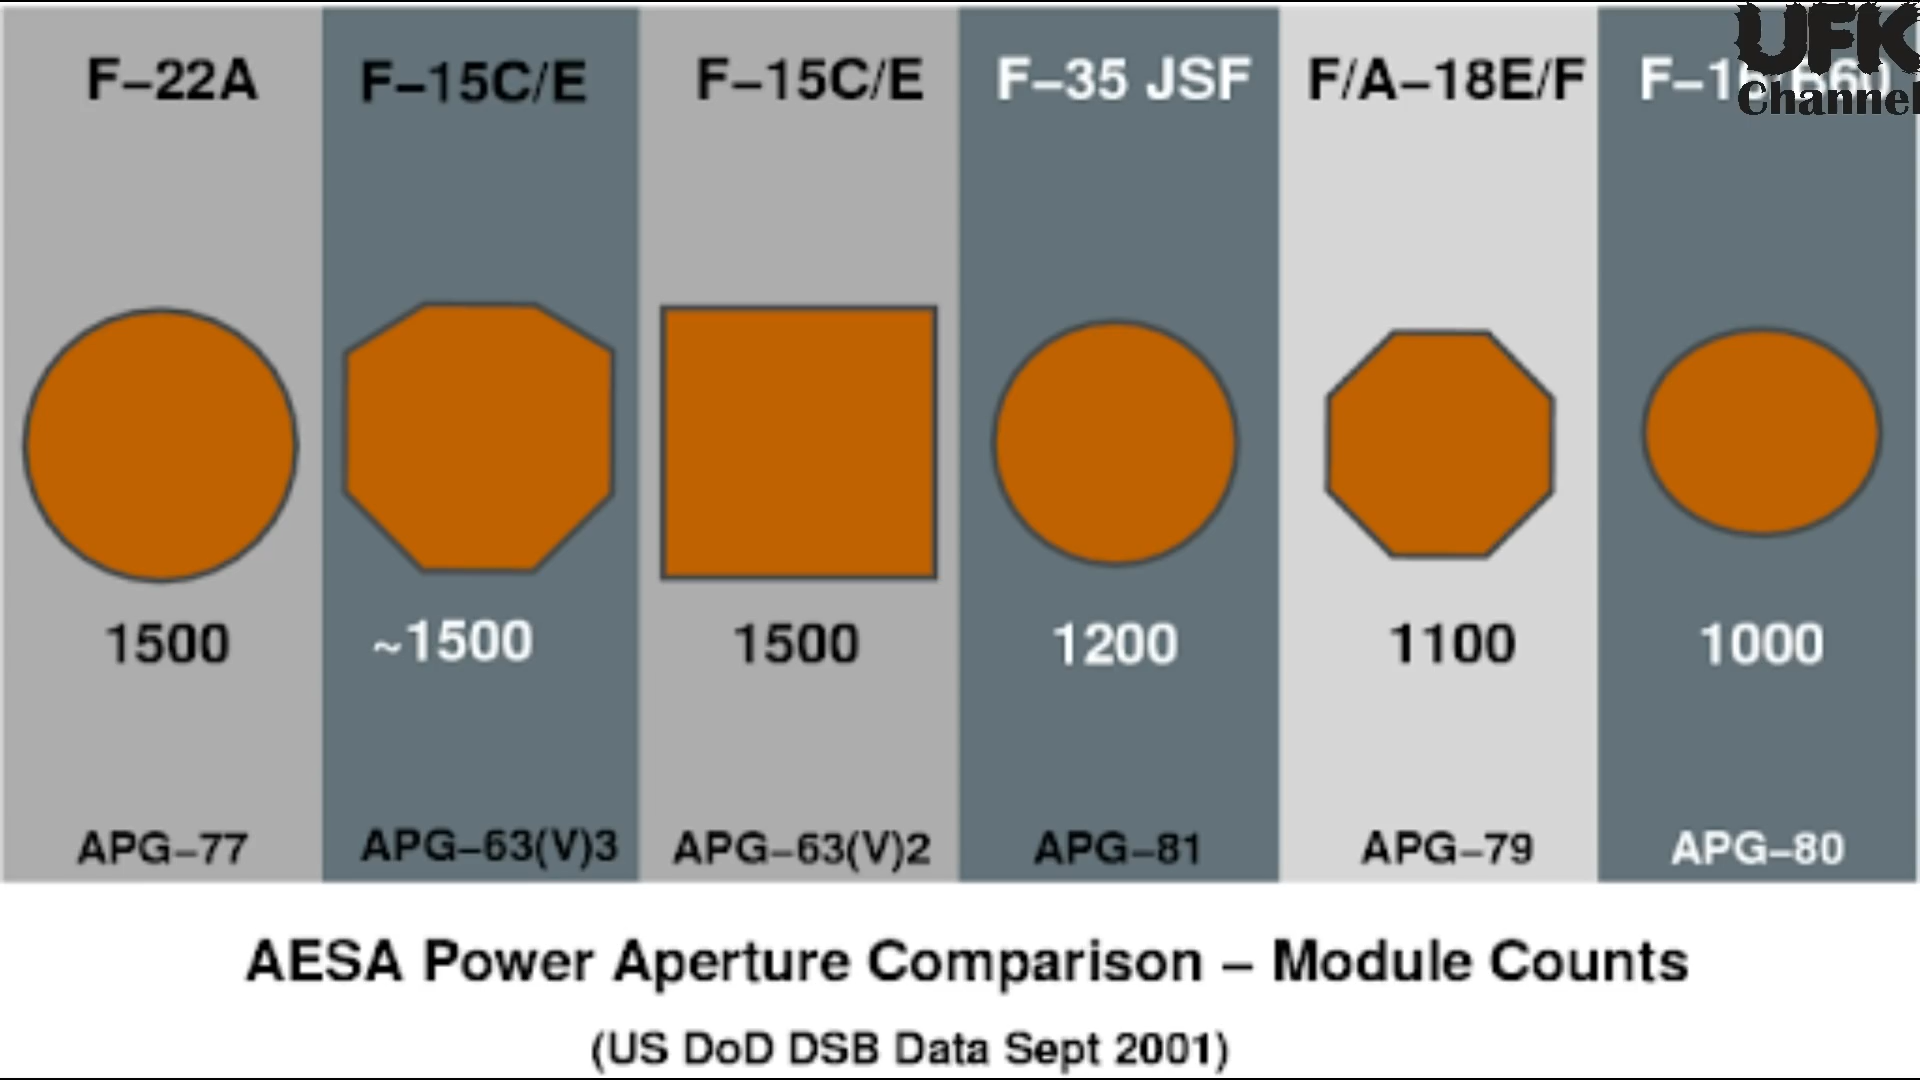 UFK
Channel
F–22A
F–15C/E
F–15C/E
F–35 JSF
F/A–18E/F
1500
~1500
1500
1200
1100
1000
APG–77
APG–63(V)3
APG–63(V)2
APG–81
APG–79
APG–80
AESA Power Aperture Comparison – Module Counts
(US DoD DSB Data Sept 2001)